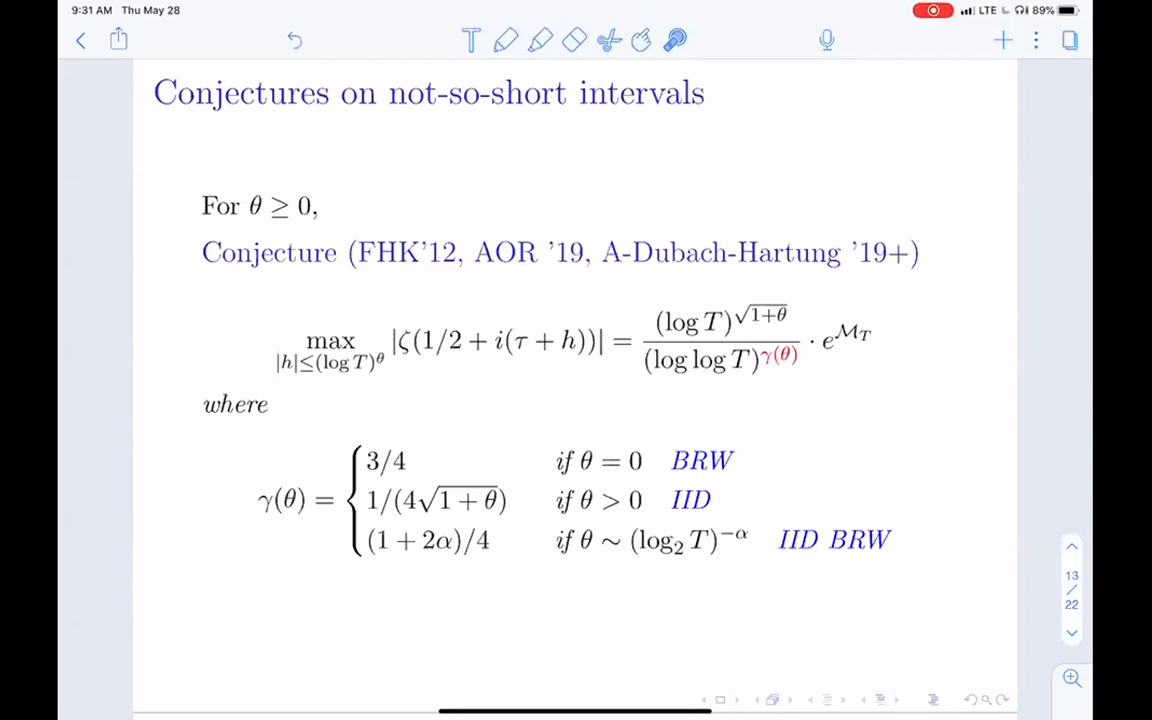 9:31 AM Thu May 28
LTE 89%
Conjectures on not-so-short intervals
For θ ≥ 0,
Conjecture (FHK'12, AOR '19, A-Dubach-Hartung '19+)
max_{|h|≤(log T)^θ} |ζ(1/2 + i(τ + h))| = (log T)^{√(1+θ)} / (log log T)^{γ(θ)} · e^{ℳ_T}
where
γ(θ) = { 3/4 if θ = 0 BRW
1/(4√(1 + θ)) if θ > 0 IID
(1 + 2α)/4 if θ ∼ (log₂ T)^{−α} IID BRW
13
/
22